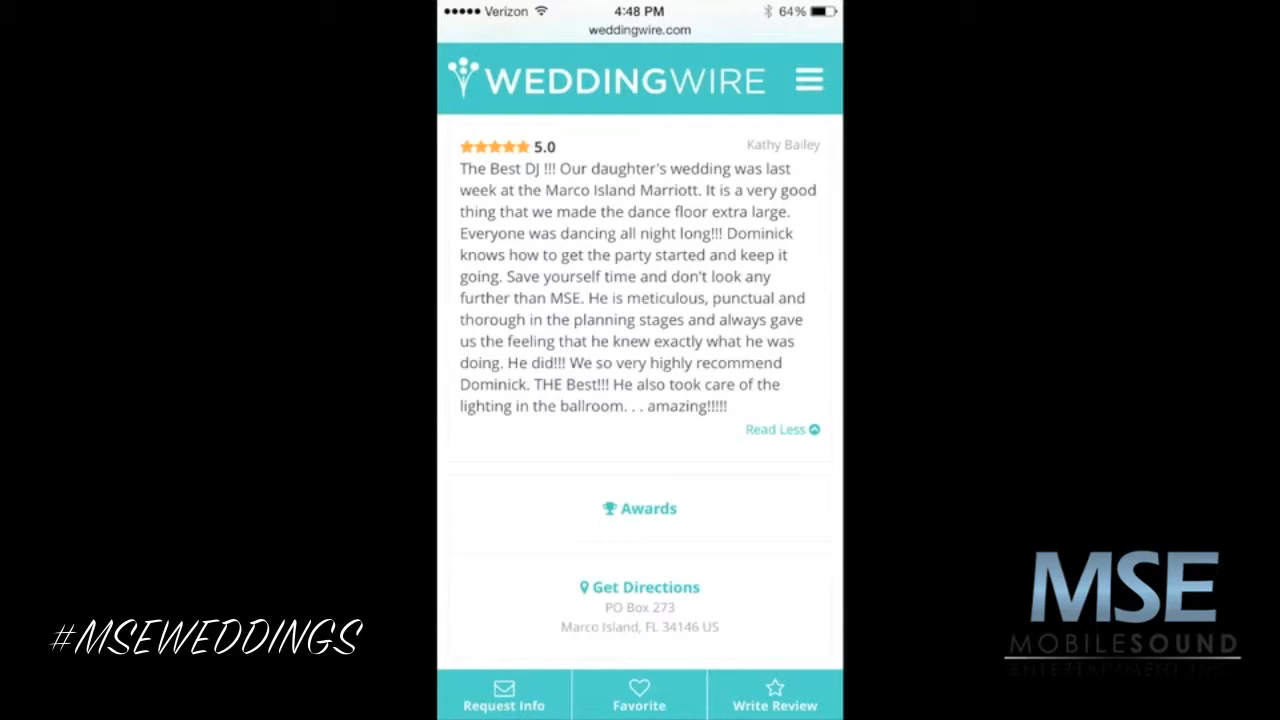 Verizon
4:48 PM
64%
weddingwire.com
WEDDINGWIRE
5.0
Kathy Bailey
The Best DJ !!! Our daughter's wedding was last
week at the Marco Island Marriott. It is a very good
thing that we made the dance floor extra large.
Everyone was dancing all night long!!! Dominick
knows how to get the party started and keep it
going. Save yourself time and don't look any
further than MSE. He is meticulous, punctual and
thorough in the planning stages and always gave
us the feeling that he knew exactly what he was
doing. He did!!! We so very highly recommend
Dominick. THE Best!!! He also took care of the
lighting in the ballroom. . . amazing!!!!!
Read Less
Awards
Get Directions
PO Box 273
Marco Island, FL 34146 US
Request Info
Favorite
Write Review
#MSEWEDDINGS
MSE
MOBILESOUND